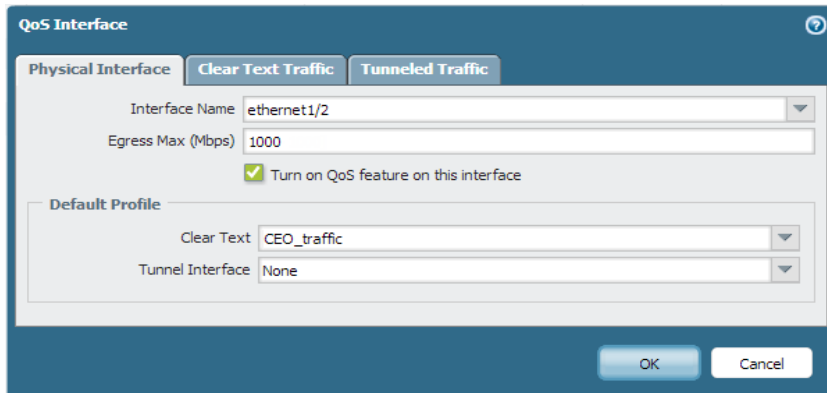 QoS Interface ?
Physical Interface Clear Text Traffic Tunneled Traffic
Interface Name ethernet1/2
Egress Max (Mbps) 1000
Turn on QoS feature on this interface
Default Profile
Clear Text CEO_traffic
Tunnel Interface None
OK Cancel